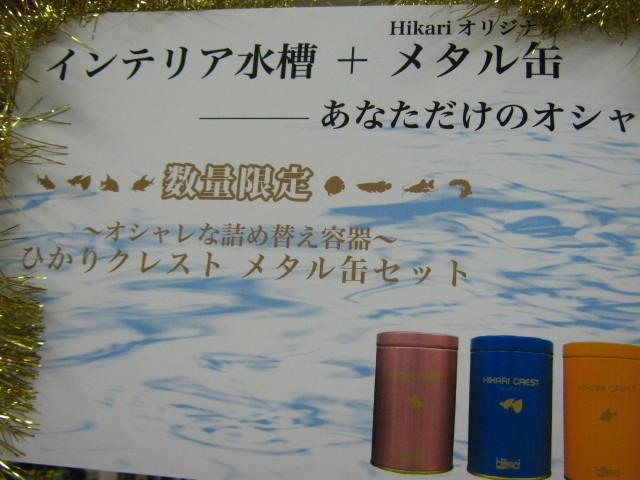 Hikari オリジナ
インテリア水槽 ＋ メタル缶
――― あなただけのオシャ
数量限定
～オシャレな詰め替え容器～
ひかりクレスト メタル缶セット
HIKARI CREST
Hikari